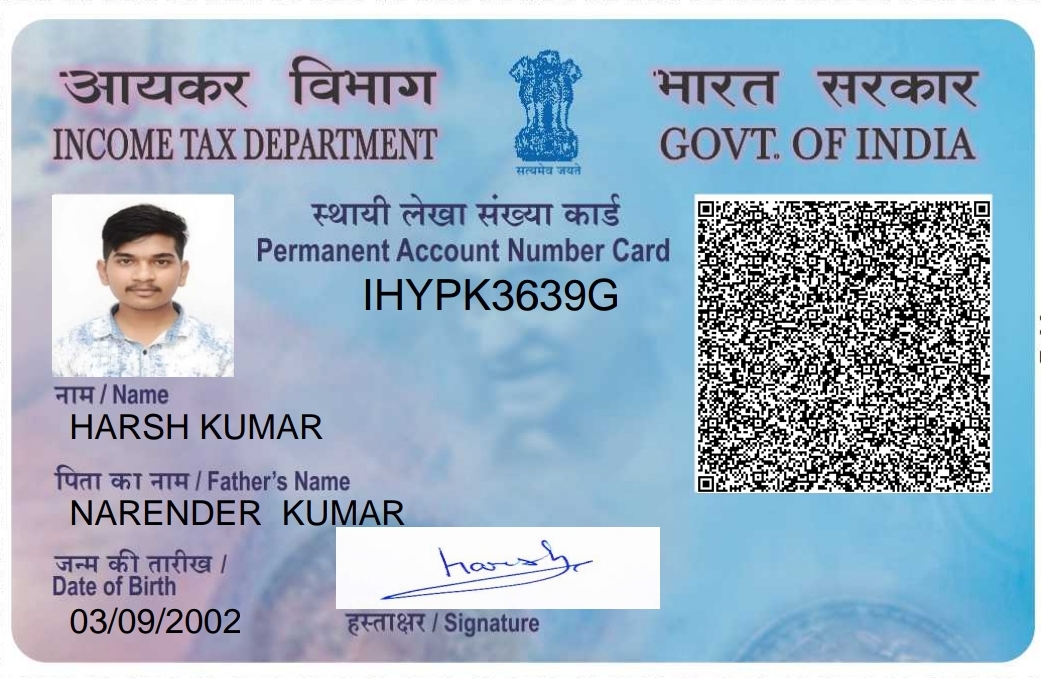 आयकर विभाग
INCOME TAX DEPARTMENT
सत्यमेव जयते
भारत सरकार
GOVT. OF INDIA
स्थायी लेखा संख्या कार्ड
Permanent Account Number Card
IHYPK3639G
नाम / Name
HARSH KUMAR
पिता का नाम / Father's Name
NARENDER KUMAR
जन्म की तारीख /
Date of Birth
03/09/2002
harsh
हस्ताक्षर / Signature